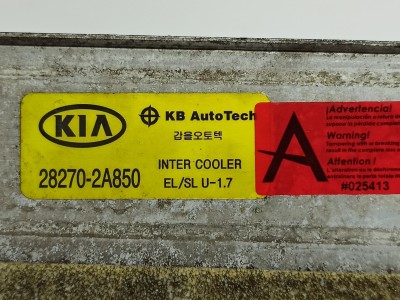 KIA
KB AutoTech
갑을오토텍
28270-2A850
INTER COOLER
EL/SL U-1.7
A
¡Advertencia!
Warning!
Attention !
#025413